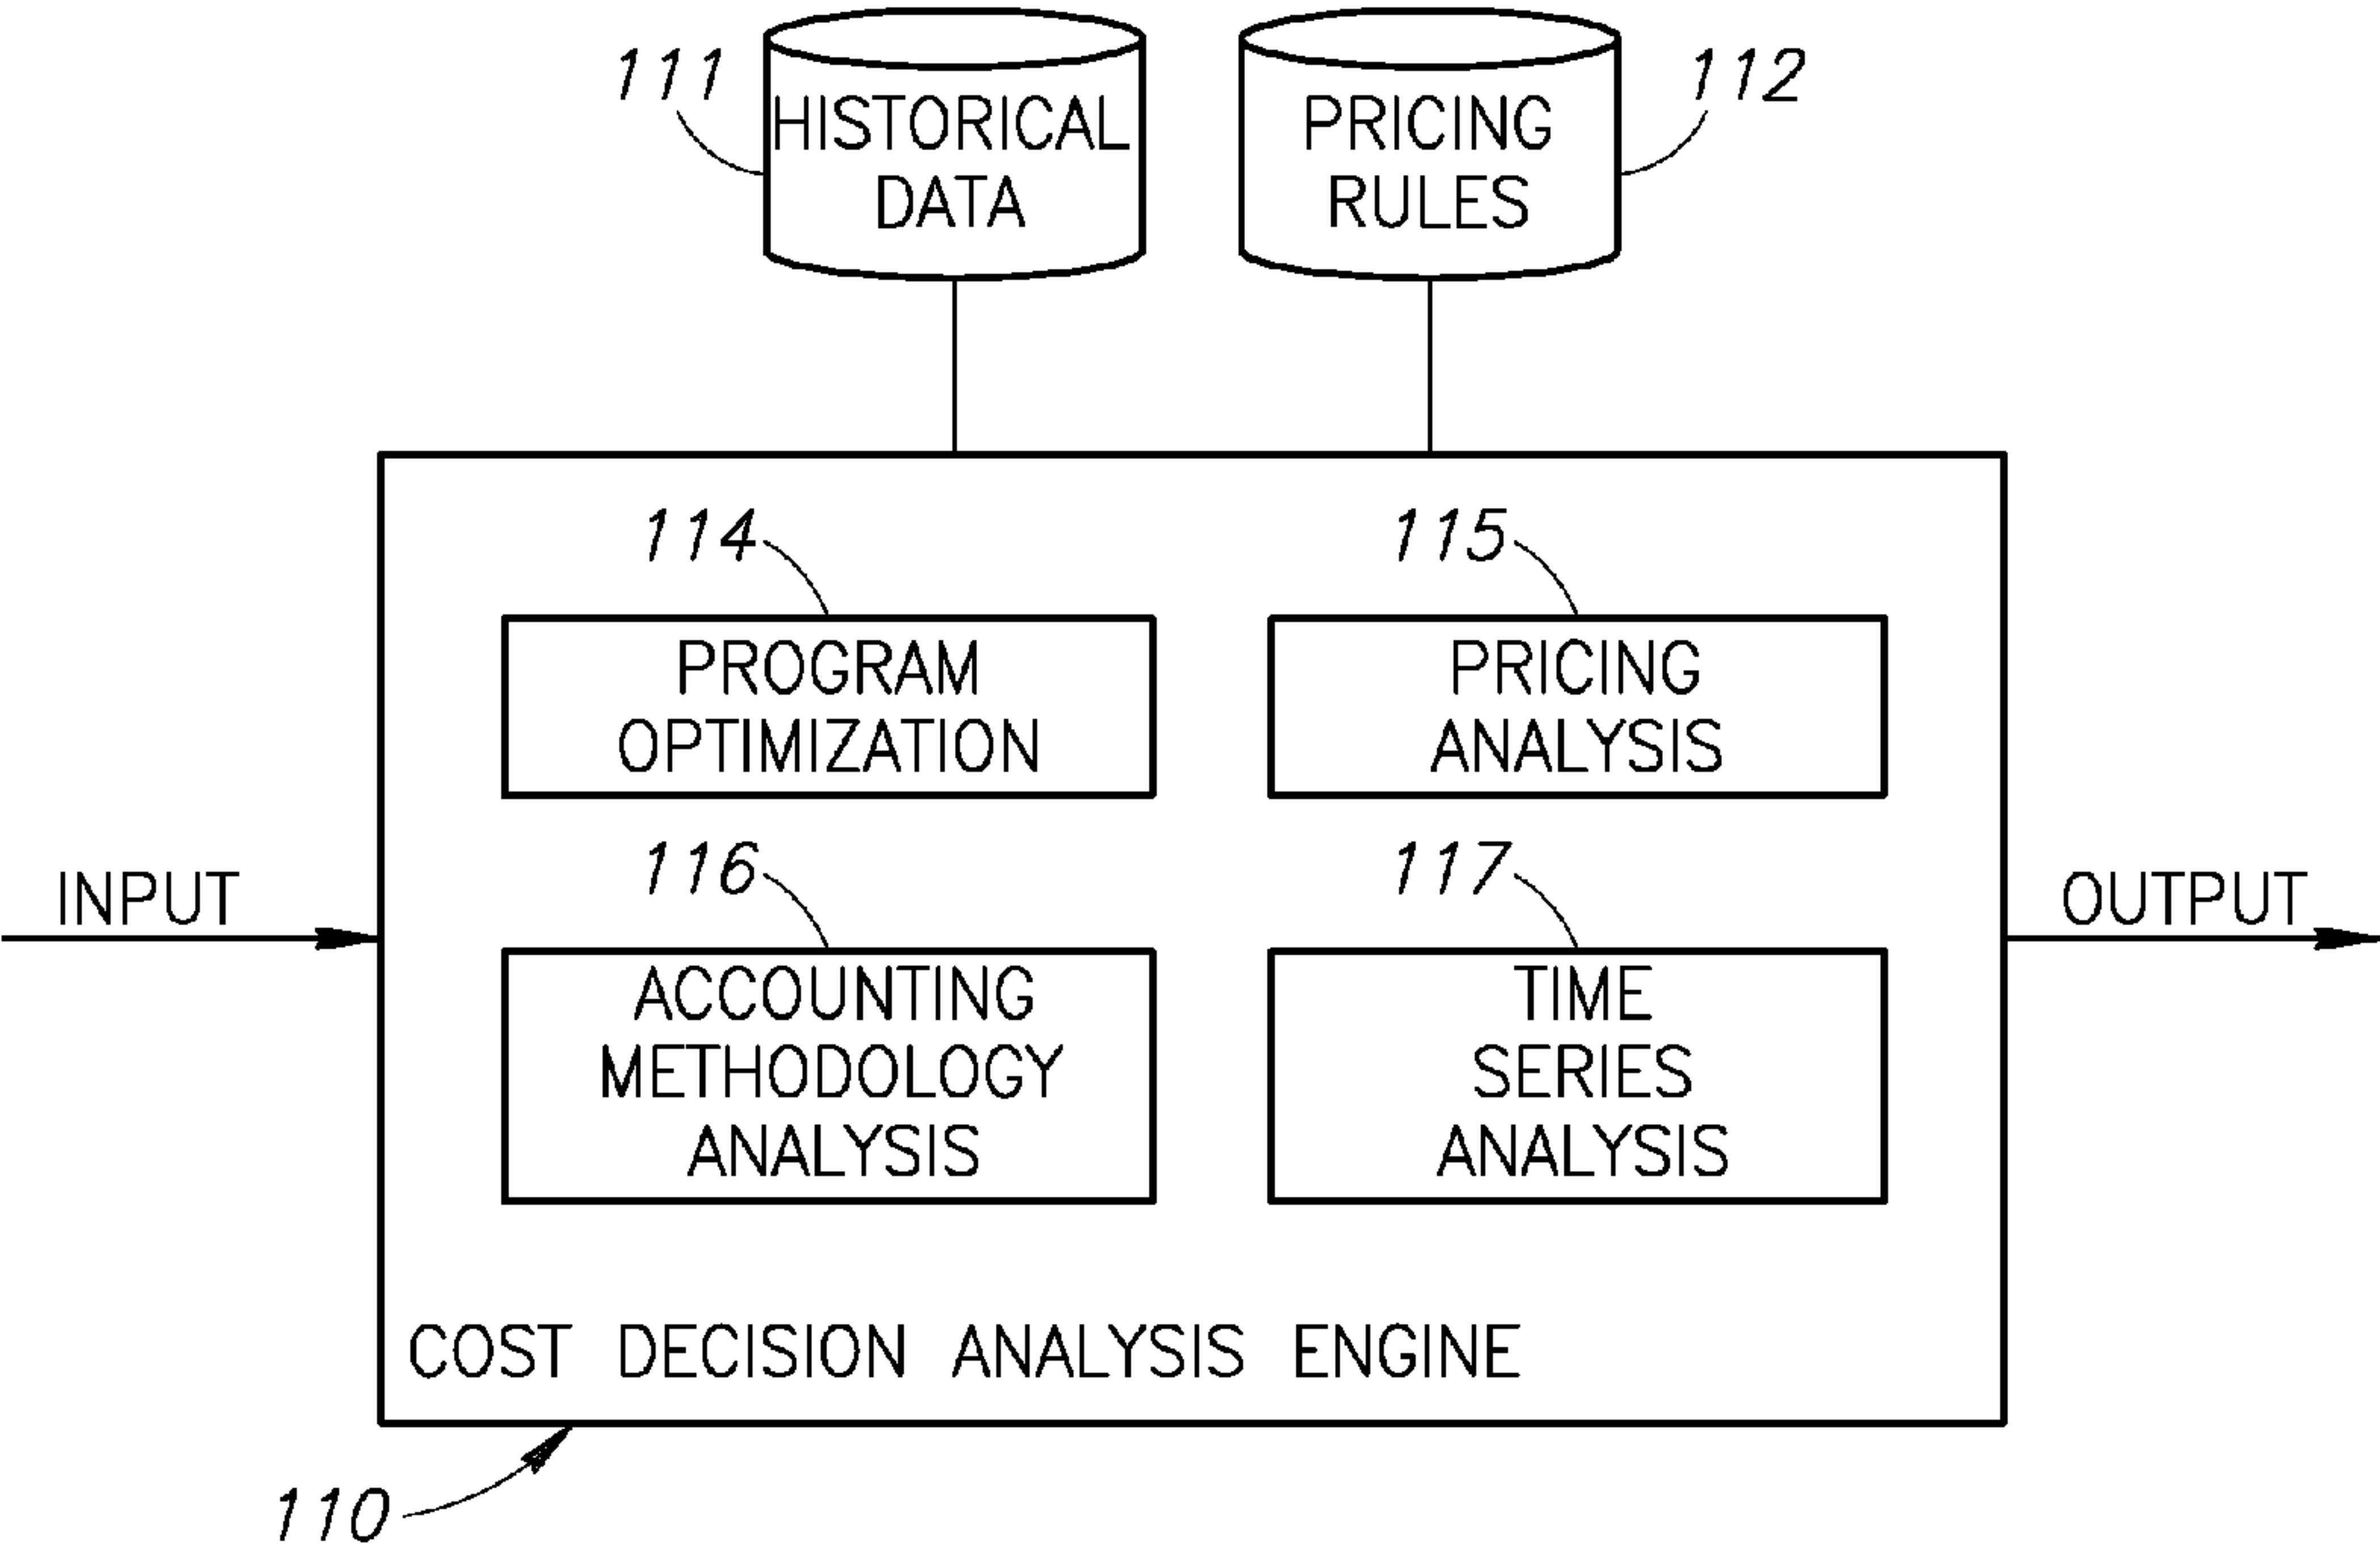 111
HISTORICAL
DATA
PRICING
RULES
112
114
PROGRAM
OPTIMIZATION
115
PRICING
ANALYSIS
INPUT
116
ACCOUNTING
METHODOLOGY
ANALYSIS
117
TIME
SERIES
ANALYSIS
OUTPUT
COST DECISION ANALYSIS ENGINE
110